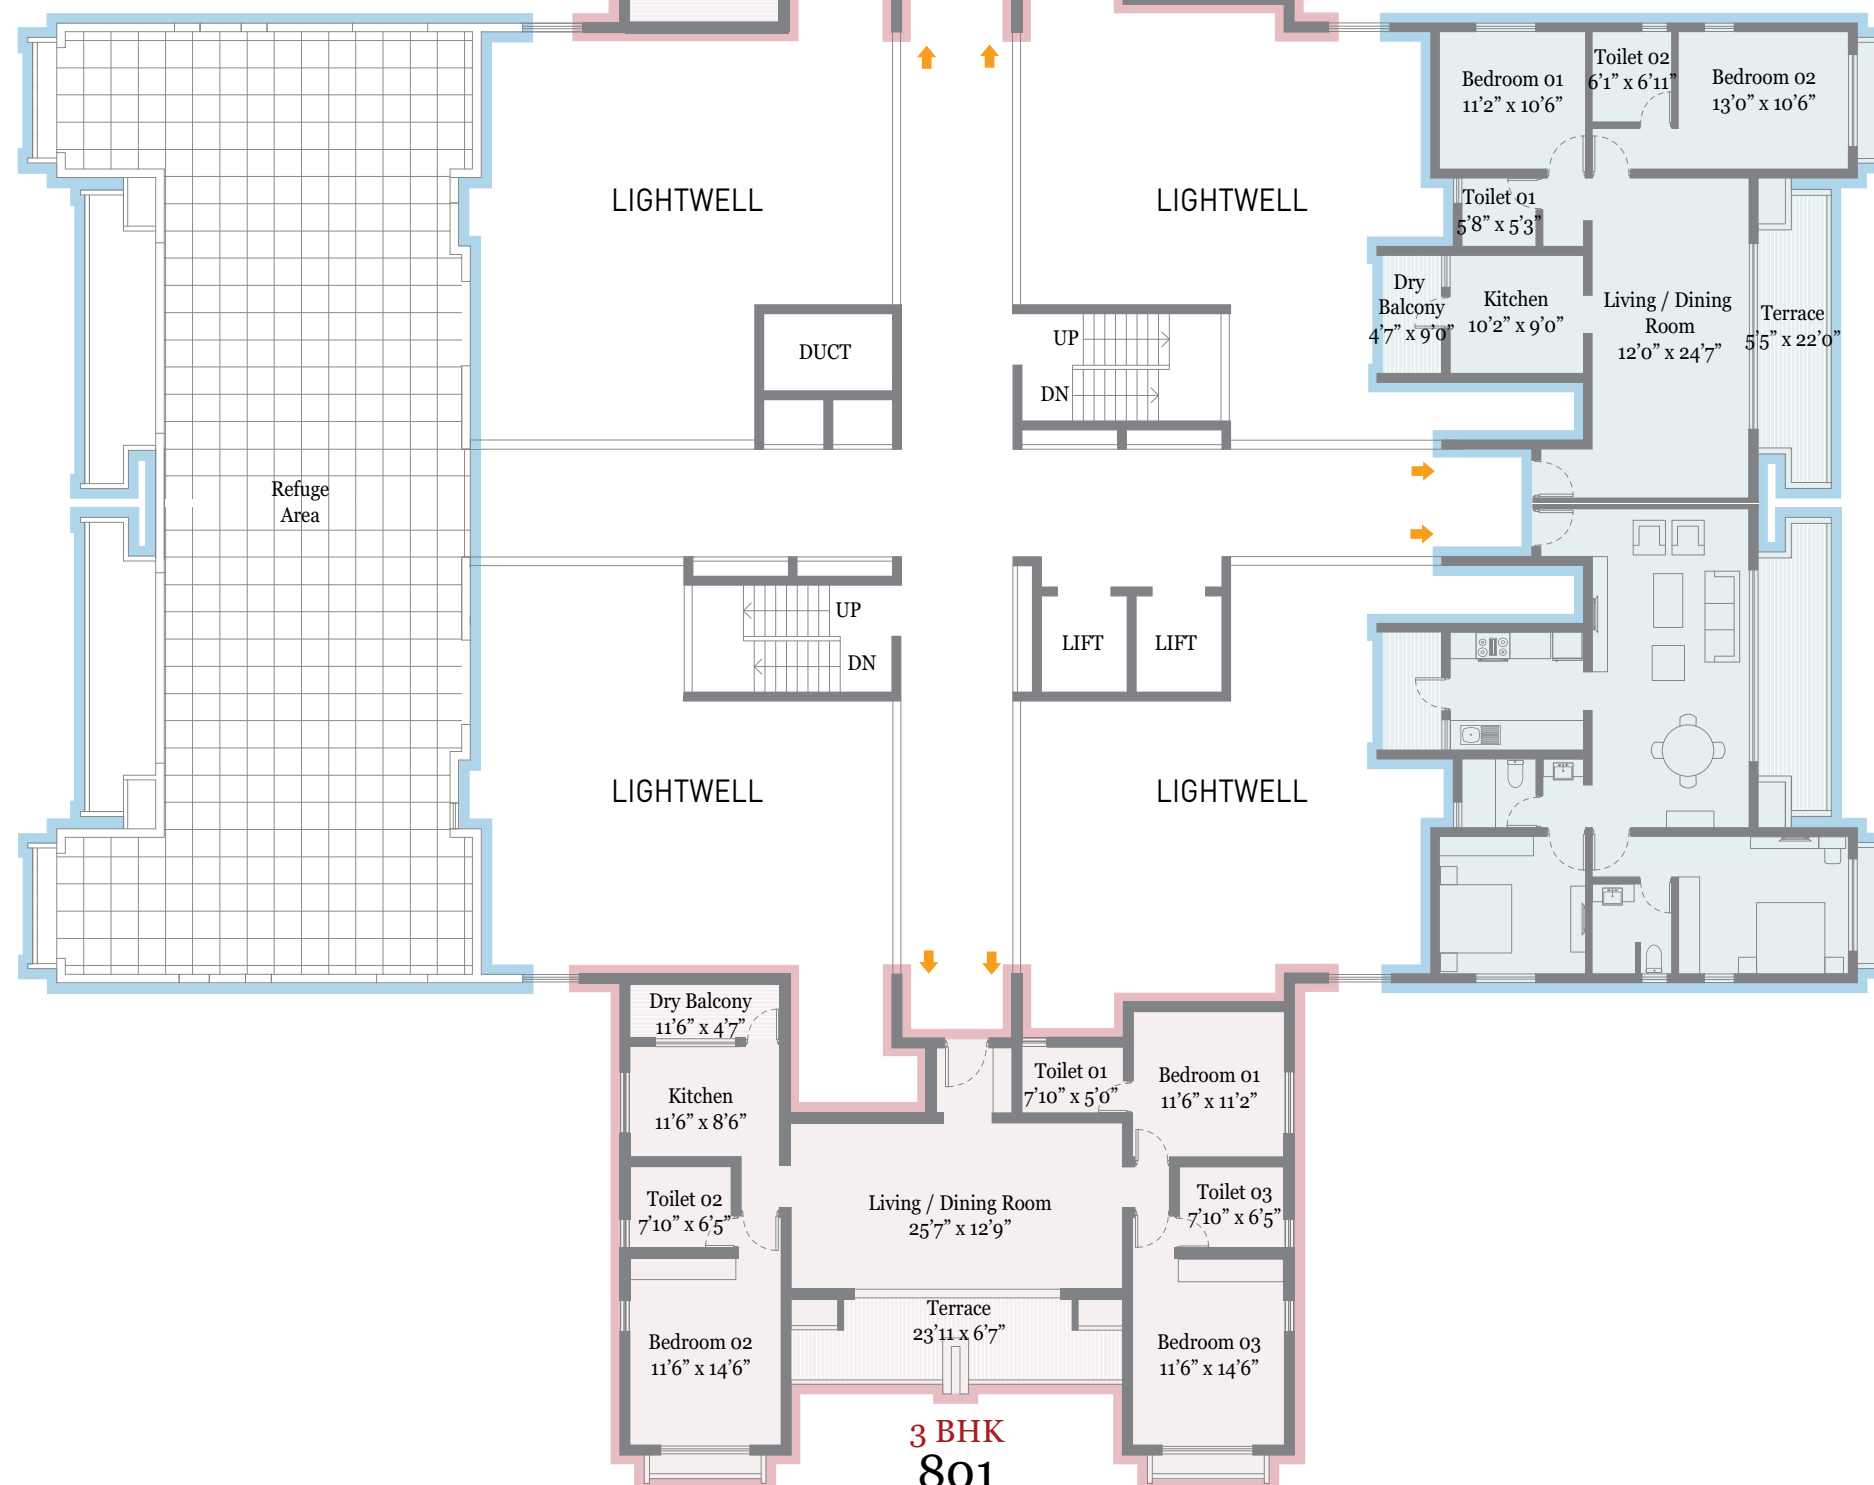 Bedroom 01
11’2” x 10’6”
Toilet 02
6’1” x 6’11”
Bedroom 02
13’0” x 10’6”
LIGHTWELL
LIGHTWELL
Toilet 01
5’8” x 5’3”
Dry
Balcony
4’7” x 9’0”
Kitchen
10’2” x 9’0”
Living / Dining
Room
12’0” x 24’7”
Terrace
5’5” x 22’0”
DUCT
UP
DN
Refuge
Area
UP
DN
LIFT
LIFT
LIGHTWELL
LIGHTWELL
Dry Balcony
11’6” x 4’7”
Kitchen
11’6” x 8’6”
Toilet 01
7’10” x 5’0”
Bedroom 01
11’6” x 11’2”
Toilet 02
7’10” x 6’5”
Living / Dining Room
25’7” x 12’9”
Toilet 03
7’10” x 6’5”
Terrace
23’11 x 6’7”
Bedroom 02
11’6” x 14’6”
Bedroom 03
11’6” x 14’6”
3 BHK
801